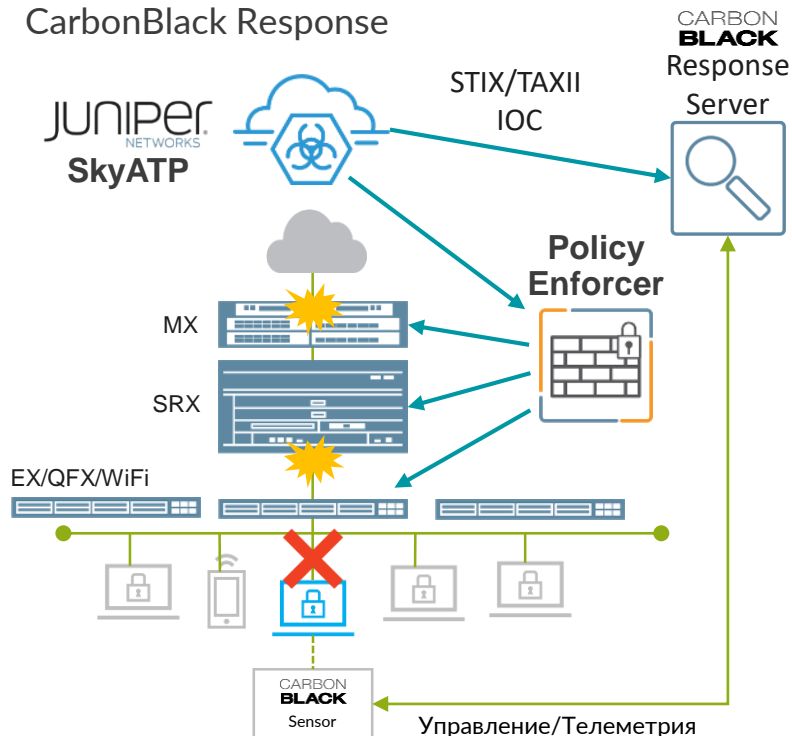 CarbonBlack Response
CARBON
BLACK
Response
Server
STIX/TAXII
IOC
JUNIPER
NETWORKS
SkyATP
Policy
Enforcer
MX
SRX
EX/QFX/WiFi
CARBON
BLACK
Sensor
Управление/Телеметрия